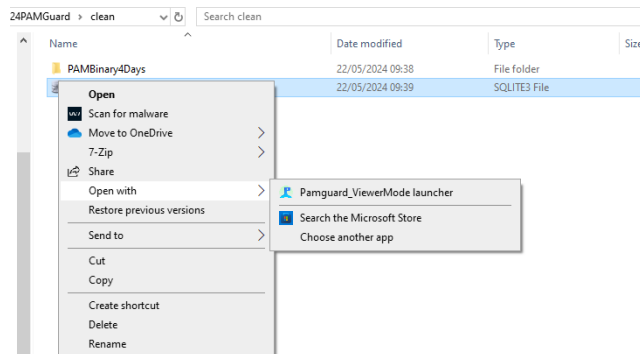 24PAMGuard > clean
Search clean
Name
Date modified
Type
Size
PAMBinary4Days
22/05/2024 09:38
File folder
22/05/2024 09:39
SQLITE3 File
Open
Scan for malware
Move to OneDrive
7-Zip
Share
Open with
Pamguard_ViewerMode launcher
Restore previous versions
Search the Microsoft Store
Send to
Choose another app
Cut
Copy
Create shortcut
Delete
Rename